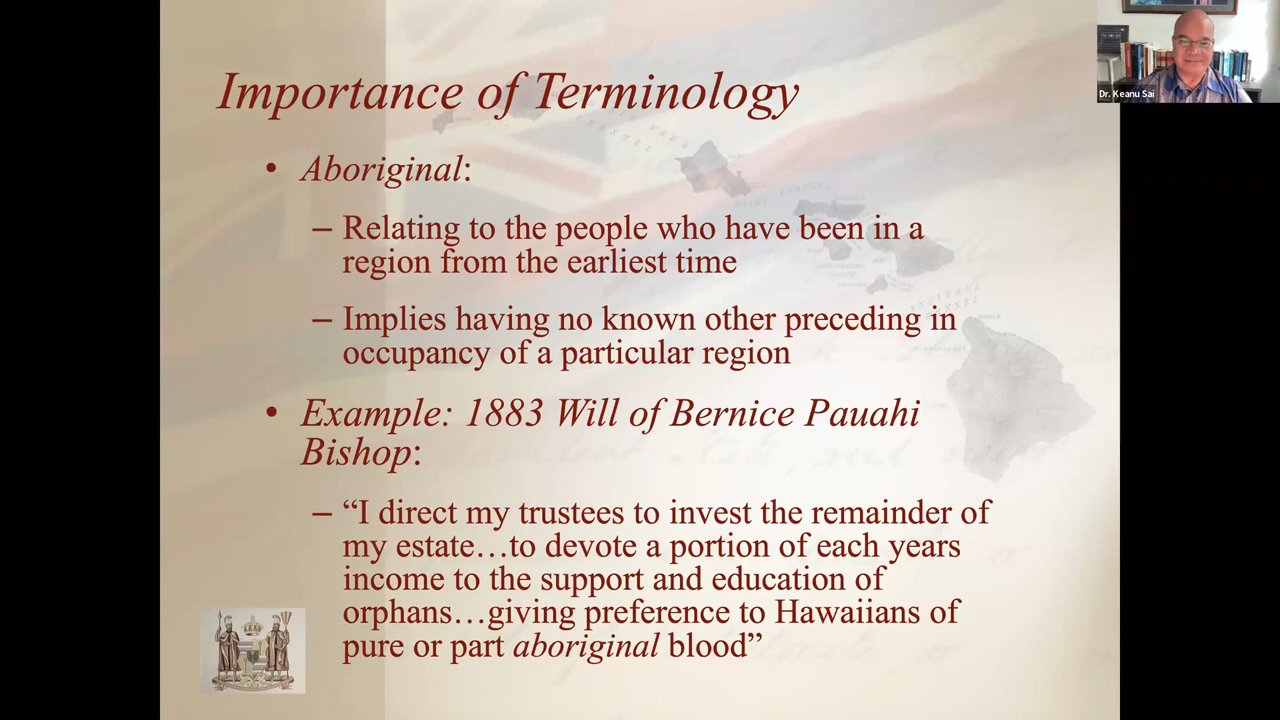 Importance of Terminology
• Aboriginal:
– Relating to the people who have been in a
region from the earliest time
– Implies having no known other preceding in
occupancy of a particular region
• Example: 1883 Will of Bernice Pauahi
Bishop:
– “I direct my trustees to invest the remainder of
my estate…to devote a portion of each years
income to the support and education of
orphans…giving preference to Hawaiians of
pure or part aboriginal blood”
Dr. Keanu Sai